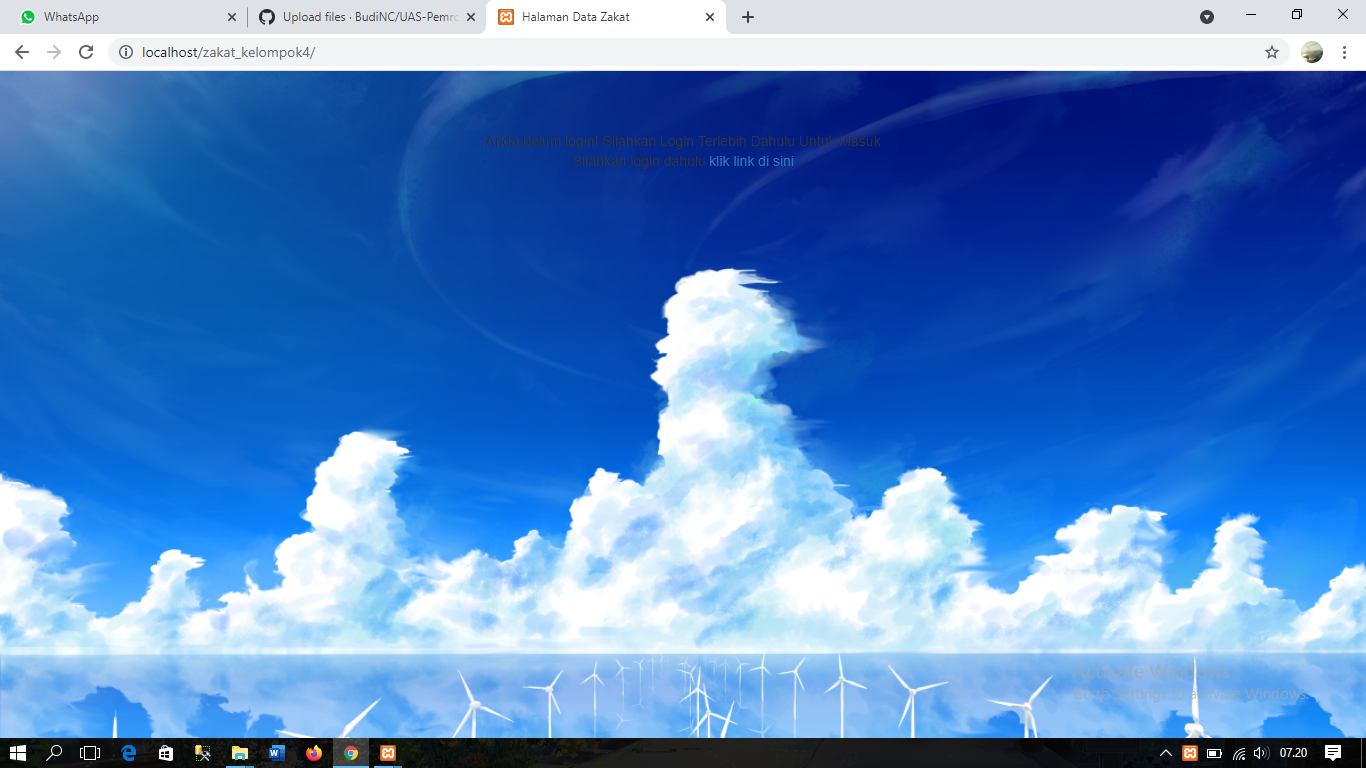 WhatsApp
Upload files · BudiNC/UAS-Pemro
Halaman Data Zakat
localhost/zakat_kelompok4/
Anda belum login! Silahkan Login Terlebih Dahulu Untuk Masuk
Silahkan login dahulu klik link di sini
Activate Windows
Go to Settings to activate Windows.
07.20